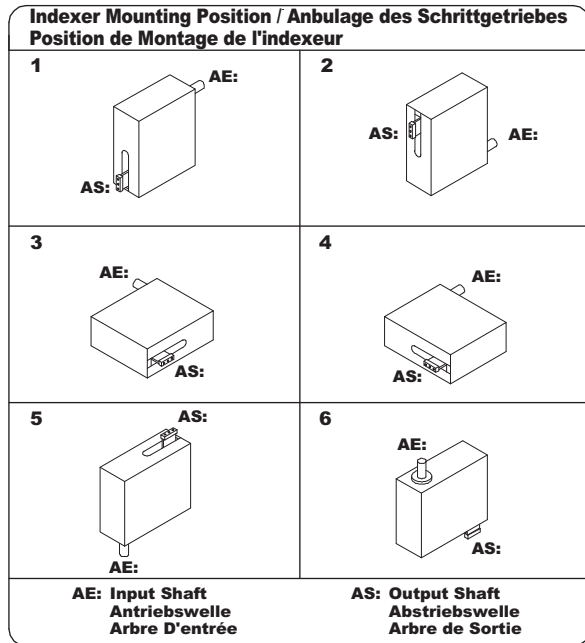 Indexer Mounting Position / Anbulage des Schrittgetriebes
Position de Montage de l'indexeur
1
AE:
AS:
2
AS:
AE:
3
AE:
AS:
4
AE:
AS:
5
AS:
AE:
6
AE:
AS:
AE: Input Shaft
Antriebswelle
Arbre D'entrée
AS: Output Shaft
Abstriebswelle
Arbre de Sortie